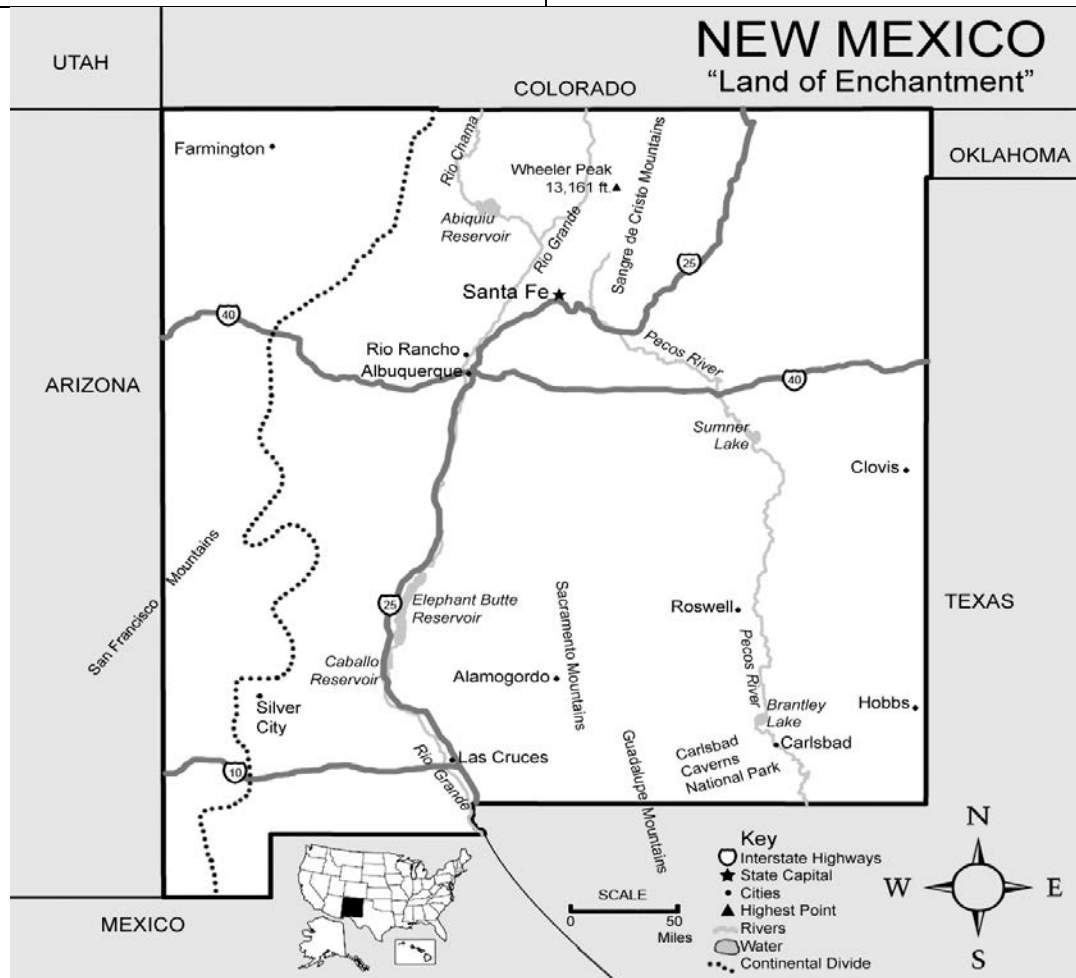 NEW MEXICO
"Land of Enchantment"
UTAH
COLORADO
OKLAHOMA
ARIZONA
TEXAS
MEXICO
Farmington
Rio Chama
Wheeler Peak
13,161 ft.
Sangre de Cristo Mountains
Abiquiu
Reservoir
Rio Grande
25
Santa Fe
40
Rio Rancho
Albuquerque
Pecos River
40
Sumner
Lake
Clovis
San Francisco Mountains
25
Elephant Butte
Reservoir
Sacramento Mountains
Roswell
Caballo
Reservoir
Alamogordo
Pecos River
Silver
City
Brantley
Lake
Hobbs
Guadalupe Mountains
Carlsbad
Caverns
National Park
Carlsbad
10
Las Cruces
Rio Grande
Key
Interstate Highways
State Capital
Cities
Highest Point
Rivers
Water
Continental Divide
SCALE
0 50
Miles
N
W E
S